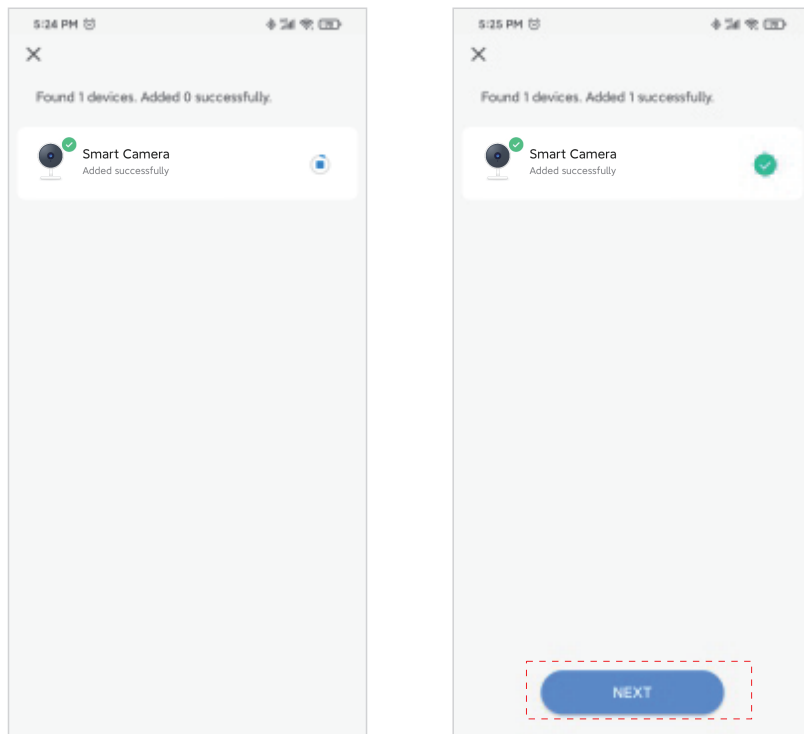 5:24 PM
Found 1 devices. Added 0 successfully.
Smart Camera
Added successfully
5:25 PM
Found 1 devices. Added 1 successfully.
Smart Camera
Added successfully
NEXT